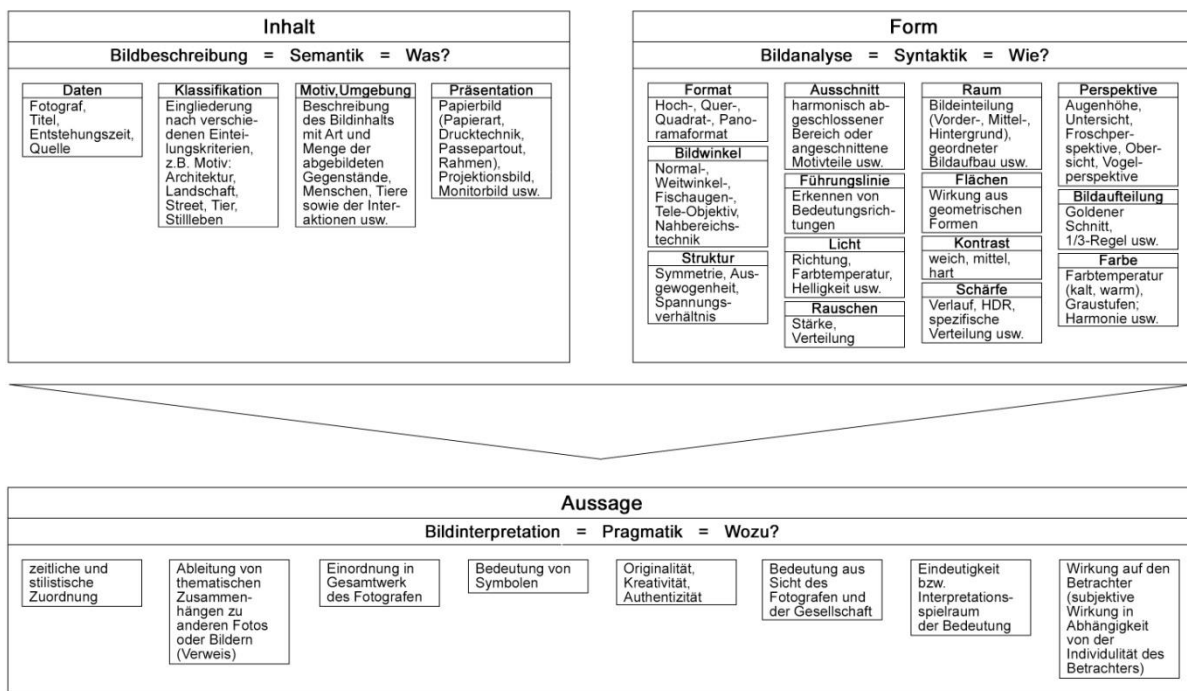 Inhalt
Bildbeschreibung = Semantik = Was?
Daten
Fotograf,
Titel,
Entstehungszeit,
Quelle
Klassifikation
Eingliederung
nach verschie-
denen Eintei-
lungskriterien,
z.B. Motiv:
Architektur,
Landschaft,
Street, Tier,
Stillleben
Motiv,Umgebung
Beschreibung
des Bildinhalts
mit Art und
Menge der
abgebildeten
Gegenstände,
Menschen, Tiere
sowie der Inter-
aktionen usw.
Präsentation
Papierbild
(Papierart,
Drucktechnik,
Passepartout,
Rahmen),
Projektionsbild,
Monitorbild usw.
Form
Bildanalyse = Syntaktik = Wie?
Format
Hoch-, Quer-,
Quadrat-, Pano-
ramaformat
Bildwinkel
Normal-,
Weitwinkel-,
Fischaugen-,
Tele-Objektiv,
Nahbereichs-
technik
Struktur
Symmetrie, Aus-
gewogenheit,
Spannungs-
verhältnis
Ausschnitt
harmonisch ab-
geschlossener
Bereich oder
angeschnittene
Motivteile usw.
Führungslinie
Erkennen von
Bedeutungsrich-
tungen
Licht
Richtung,
Farbtemperatur,
Helligkeit usw.
Rauschen
Stärke,
Verteilung
Raum
Bildeinteilung
(Vorder-, Mittel-,
Hintergrund),
geordneter
Bildaufbau usw.
Flächen
Wirkung aus
geometrischen
Formen
Kontrast
weich, mittel,
hart
Schärfe
Verlauf, HDR,
spezifische
Verteilung usw.
Perspektive
Augenhöhe,
Untersicht,
Froschper-
spektive, Ober-
sicht, Vogel-
perspektive
Bildaufteilung
Goldener
Schnitt,
1/3-Regel usw.
Farbe
Farbtemperatur
(kalt, warm),
Graustufen;
Harmonie usw.
Aussage
Bildinterpretation = Pragmatik = Wozu?
zeitliche und
stilistische
Zuordnung
Ableitung von
thematischen
Zusammen-
hängen zu
anderen Fotos
oder Bildern
(Verweis)
Einordnung in
Gesamtwerk
des Fotografen
Bedeutung von
Symbolen
Originalität,
Kreativität,
Authentizität
Bedeutung aus
Sicht des
Fotografen und
der Gesellschaft
Eindeutigkeit
bzw.
Interpretations-
spielraum
der Bedeutung
Wirkung auf den
Betrachter
(subjektive
Wirkung in
Abhängigkeit
von der
Individulität des
Betrachters)